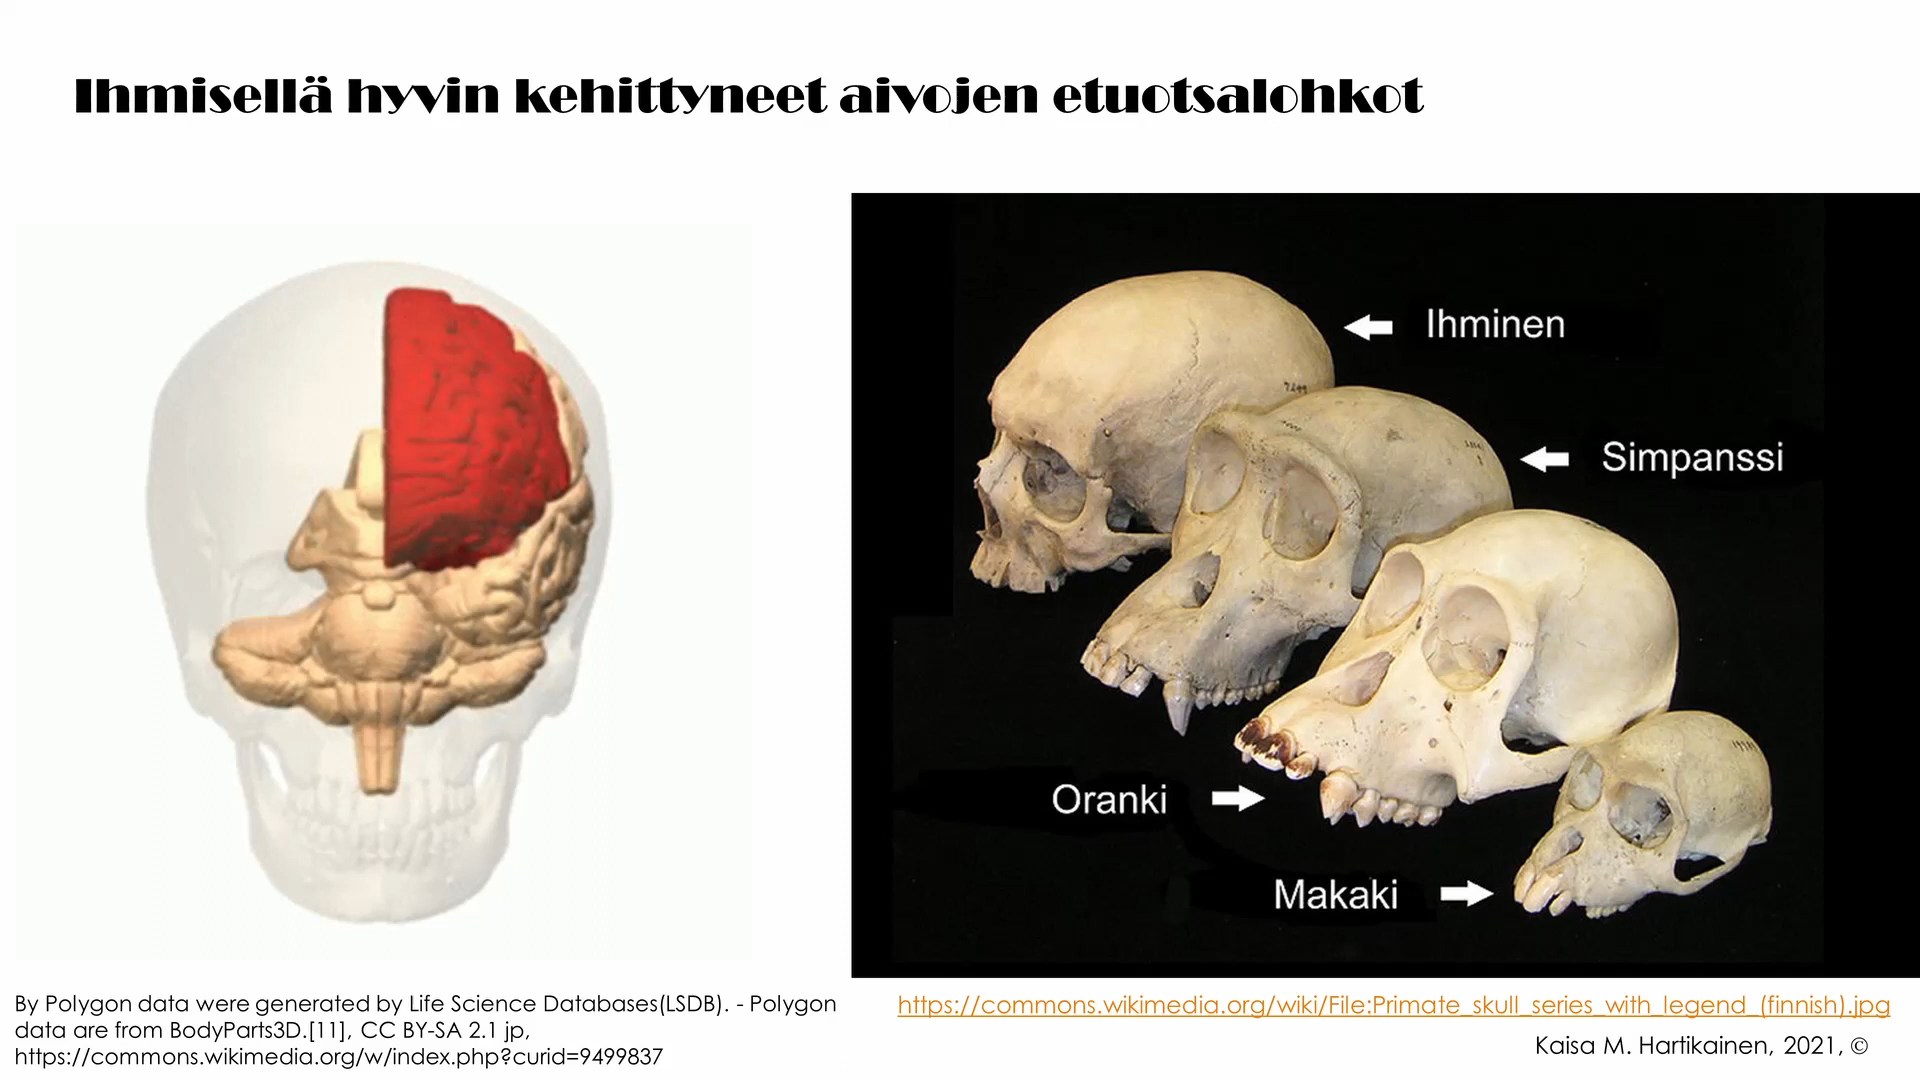 Ihmisellä hyvin kehittyneet aivojen etuotsalohkot
Ihminen
Simpanssi
Oranki
Makaki
By Polygon data were generated by Life Science Databases(LSDB). - Polygon
data are from BodyParts3D.[11], CC BY-SA 2.1 jp,
https://commons.wikimedia.org/w/index.php?curid=9499837
https://commons.wikimedia.org/wiki/File:Primate_skull_series_with_legend_(finnish).jpg
Kaisa M. Hartikainen, 2021, ©